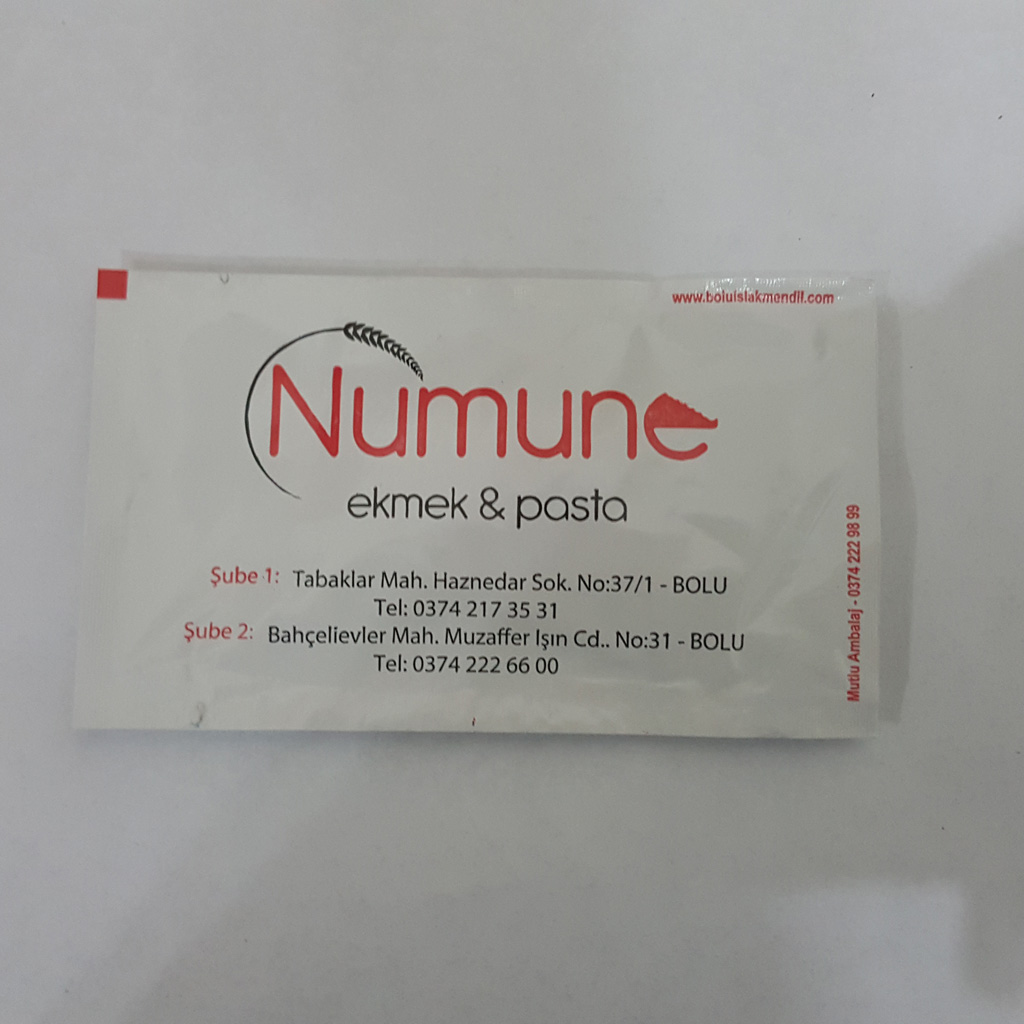 www.boluislakmendil.com
Numune
ekmek & pasta
Şube 1: Tabaklar Mah. Haznedar Sok. No:37/1 - BOLU
Tel: 0374 217 35 31
Şube 2: Bahçelievler Mah. Muzaffer Işın Cd.. No:31 - BOLU
Tel: 0374 222 66 00
Mutlu Ambalaj - 0374 222 98 99